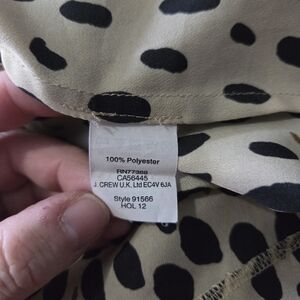 100% Polyester
RN77388
CA56445
J. CREW U.K. Ltd EC4V 6JA
Style 91566
HOL 12